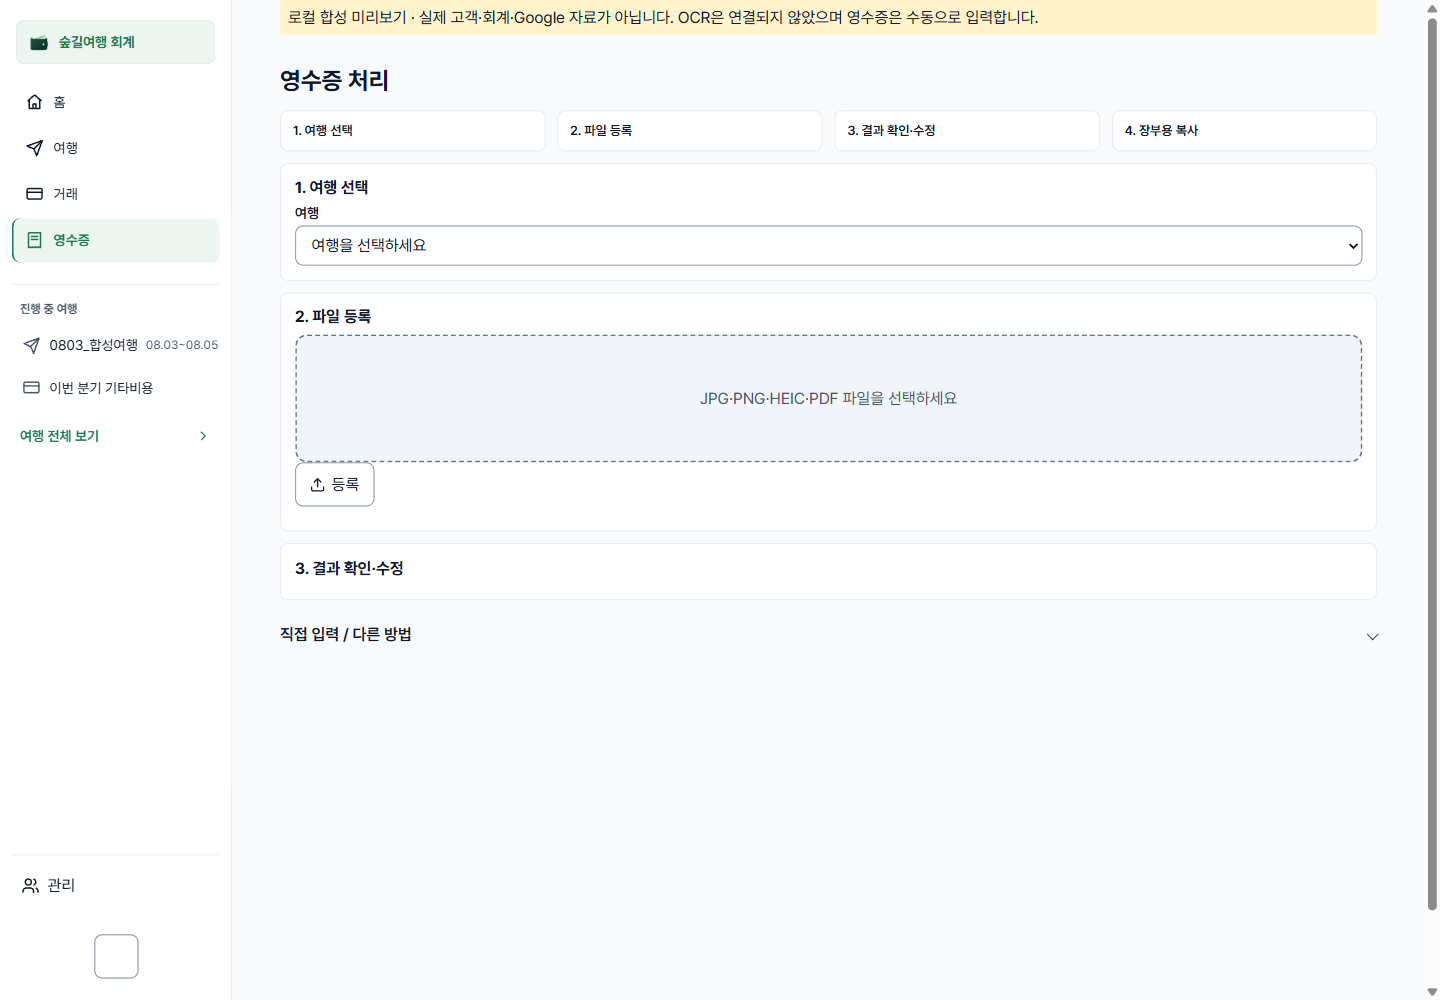 숲길여행 회계
홈
여행
거래
영수증
진행 중 여행
0803_합성여행 08.03~08.05
이번 분기 기타비용
여행 전체 보기
관리
로컬 합성 미리보기 · 실제 고객·회계·Google 자료가 아닙니다. OCR은 연결되지 않았으며 영수증은 수동으로 입력합니다.
영수증 처리
1. 여행 선택
2. 파일 등록
3. 결과 확인·수정
4. 장부용 복사
1. 여행 선택
여행
여행을 선택하세요
2. 파일 등록
JPG·PNG·HEIC·PDF 파일을 선택하세요
등록
3. 결과 확인·수정
직접 입력 / 다른 방법